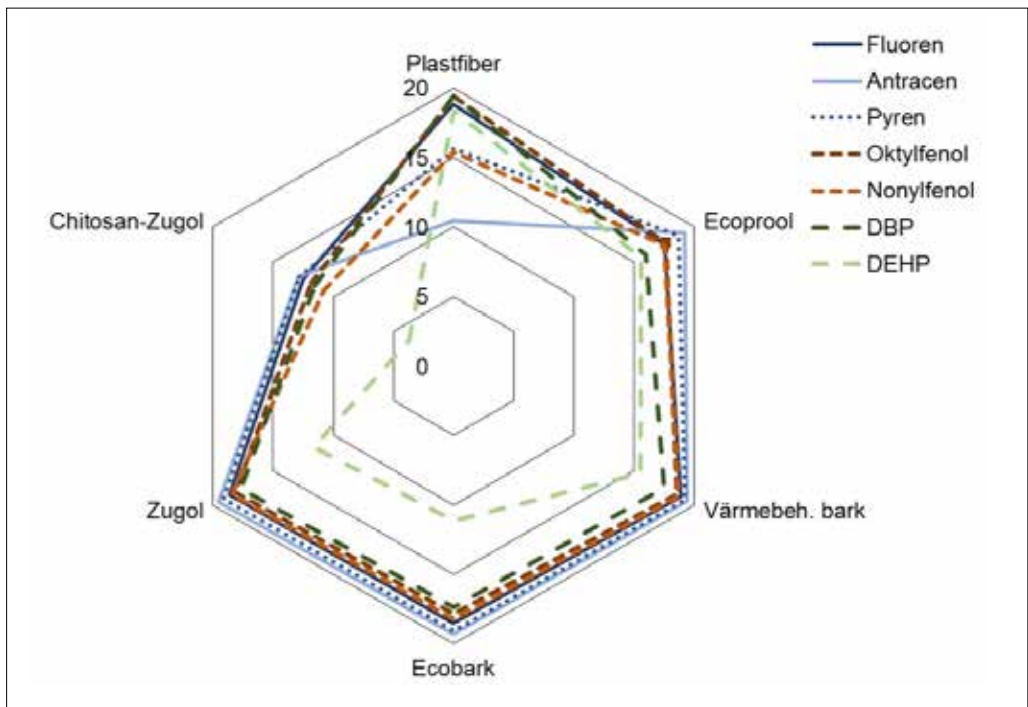 Plastfiber
20
15
10
5
0
Ecoprool
Värmebeh. bark
Ecobark
Zugol
Chitosan-Zugol
Fluoren
Antracen
Pyren
Oktylfenol
Nonylfenol
DBP
DEHP